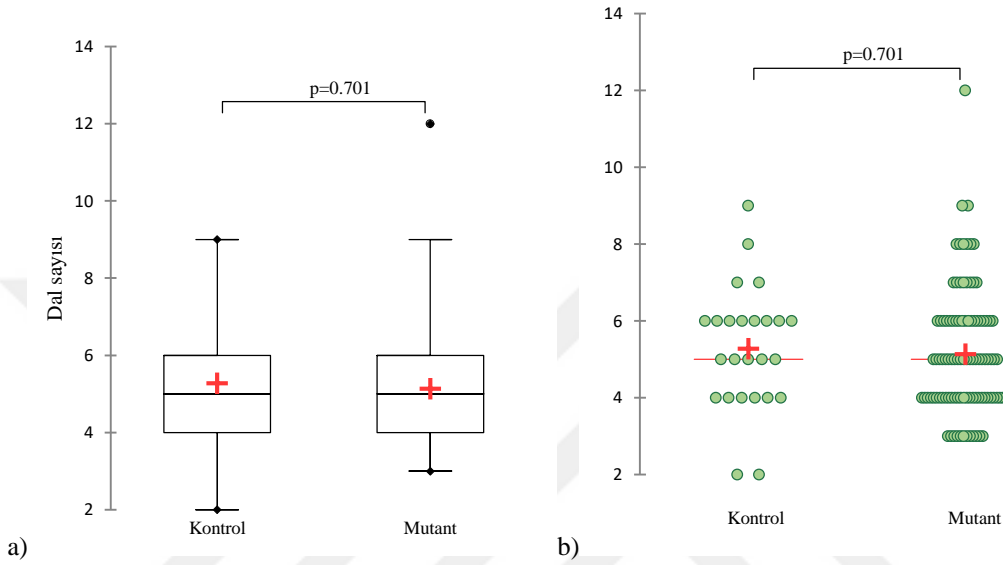 14
12
10
8
6
4
2
Dal sayısı
p=0.701
Kontrol
Mutant
a)
14
12
10
8
6
4
2
p=0.701
Kontrol
Mutant
b)